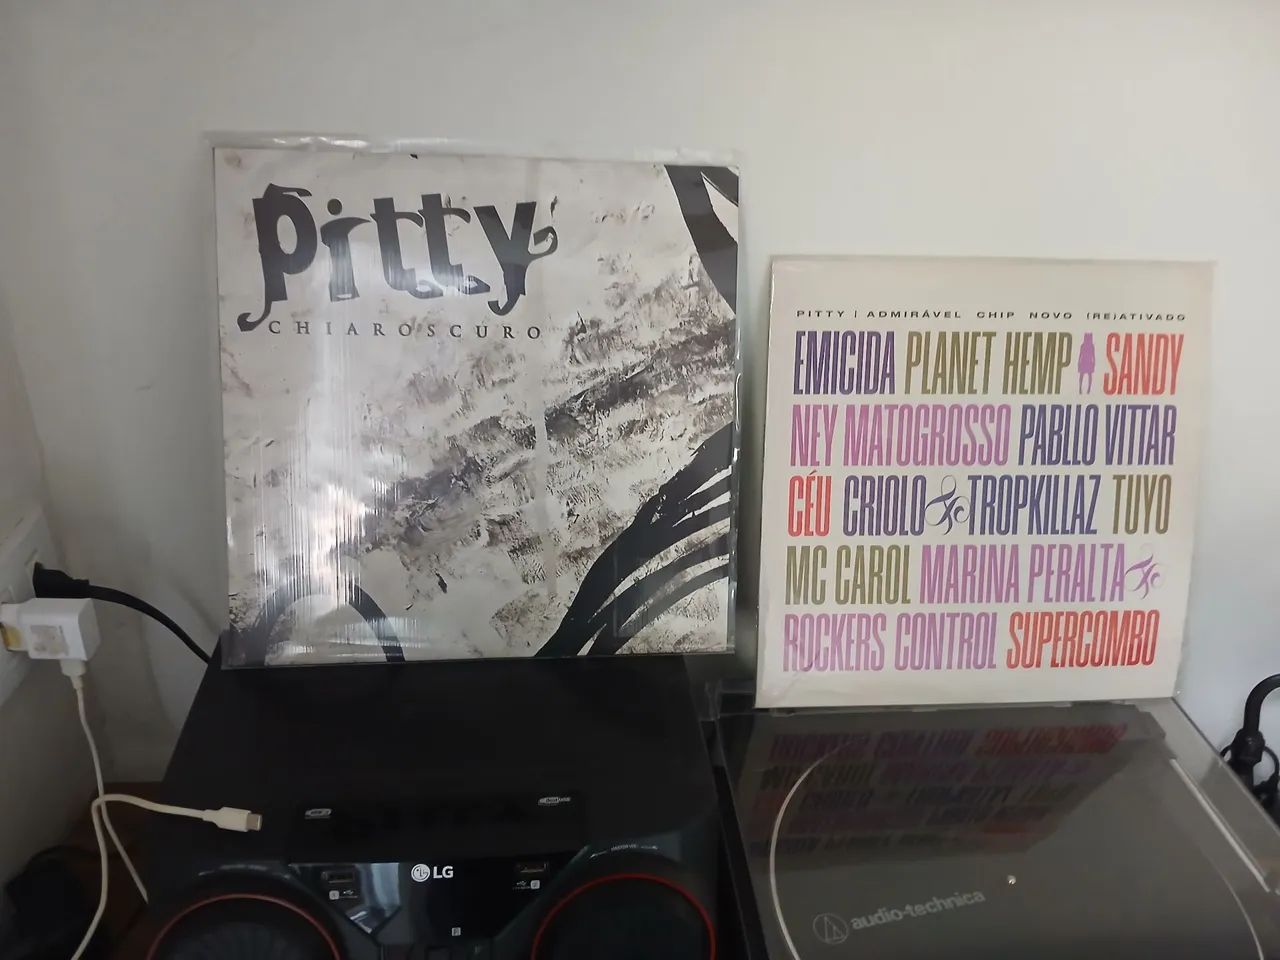 pitty
CHIAROSCURO
PITTY | ADMIRÁVEL CHIP NOVO (RE)ATIVADO
EMICIDA PLANET HEMP SANDY
NEY MATOGROSSO PABLLO VITTAR
CÉU CRIOLO TROPKILLAZ TUYO
MC CAROL MARINA PERALTA
ROCKERS CONTROL SUPERCOMBO
LG
audio-technica